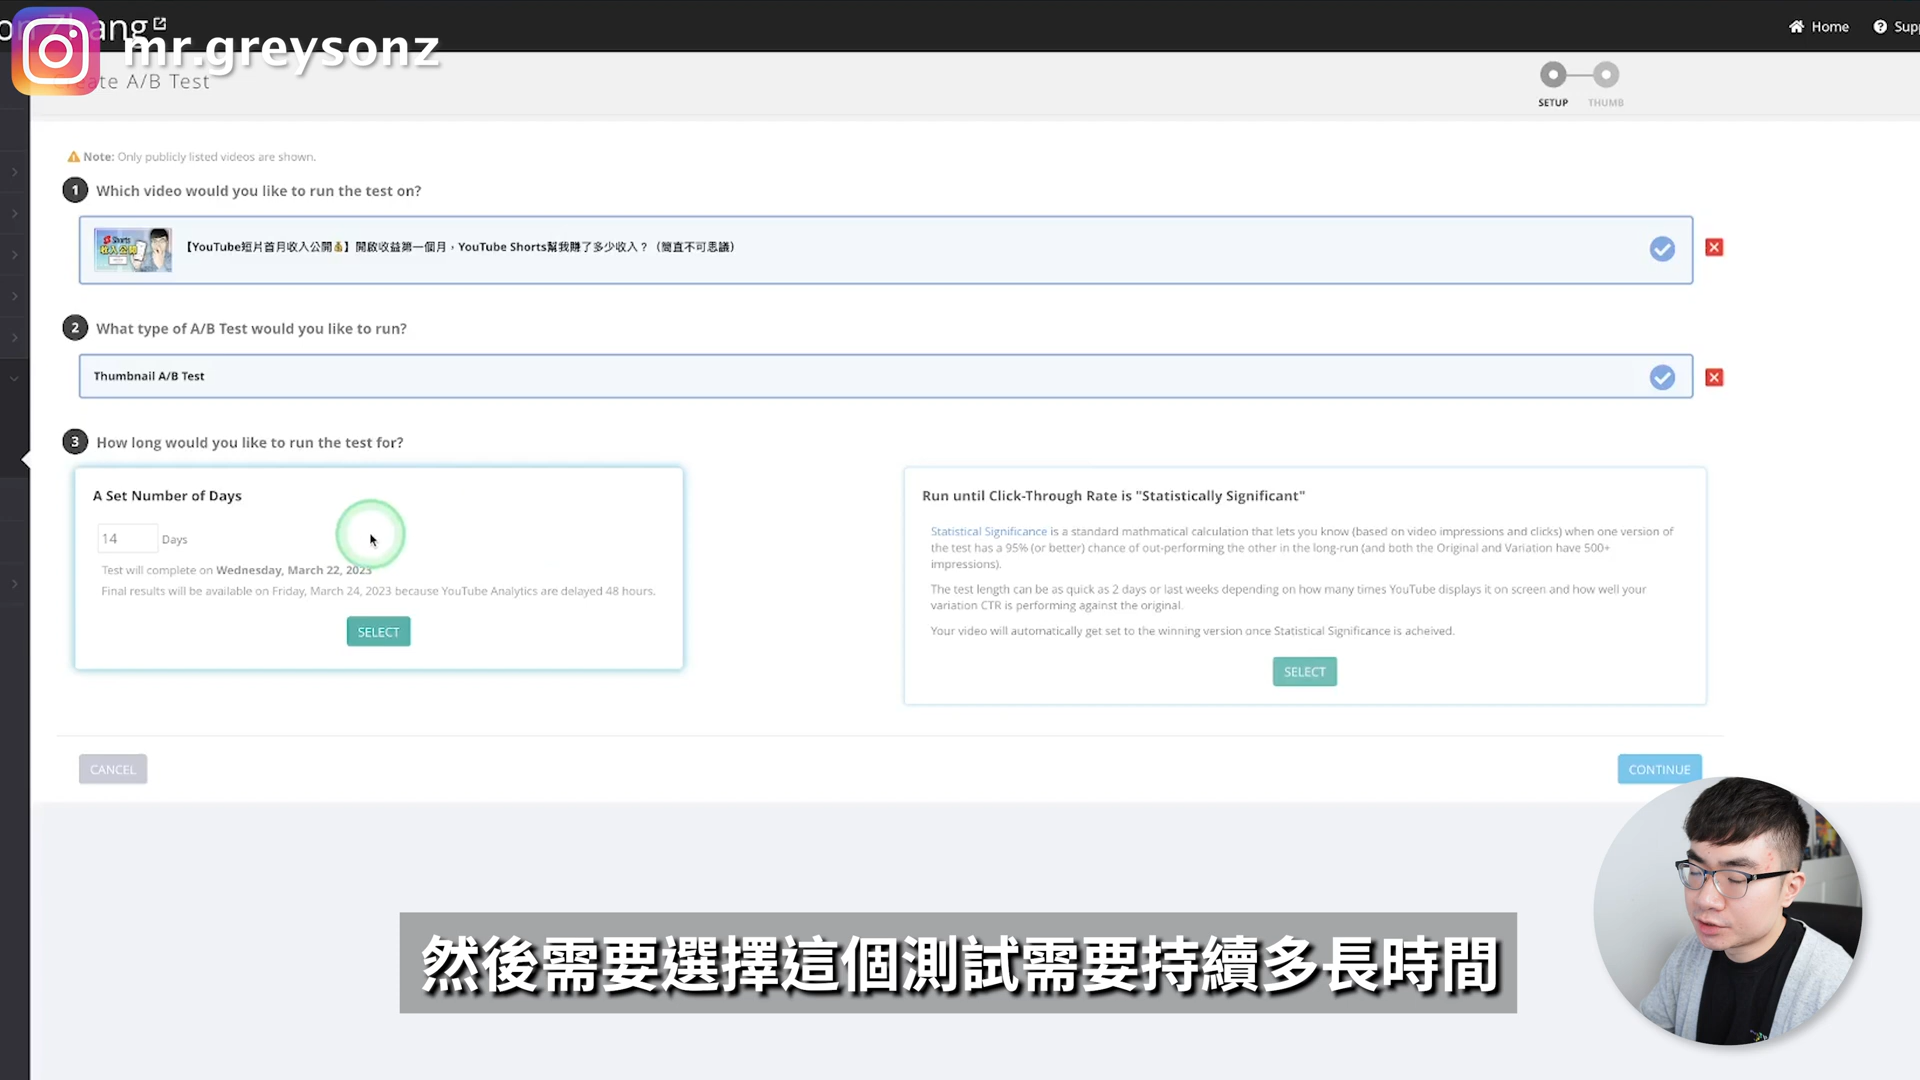 mr.greysonz
Home
Create A/B Test
SETUP
THUMB
Note: Only publicly listed videos are shown.
1 Which video would you like to run the test on?
【YouTube短片首月收入公開💰】開啟收益第一個月，YouTube Shorts幫我賺了多少收入？（簡直不可思議）
2 What type of A/B Test would you like to run?
Thumbnail A/B Test
3 How long would you like to run the test for?
A Set Number of Days
14 Days
Test will complete on Wednesday, March 22, 2023
Final results will be available on Friday, March 24, 2023 because YouTube Analytics are delayed 48 hours.
SELECT
Run until Click-Through Rate is "Statistically Significant"
Statistical Significance is a standard mathmatical calculation that lets you know (based on video impressions and clicks) when one version of
the test has a 95% (or better) chance of out-performing the other in the long-run (and both the Original and Variation have 500+
impressions).
The test length can be as quick as 2 days or last weeks depending on how many times YouTube displays it on screen and how well your
variation CTR is performing against the original.
Your video will automatically get set to the winning version once Statistical Significance is acheived.
SELECT
CANCEL
CONTINUE
然後需要選擇這個測試需要持續多長時間